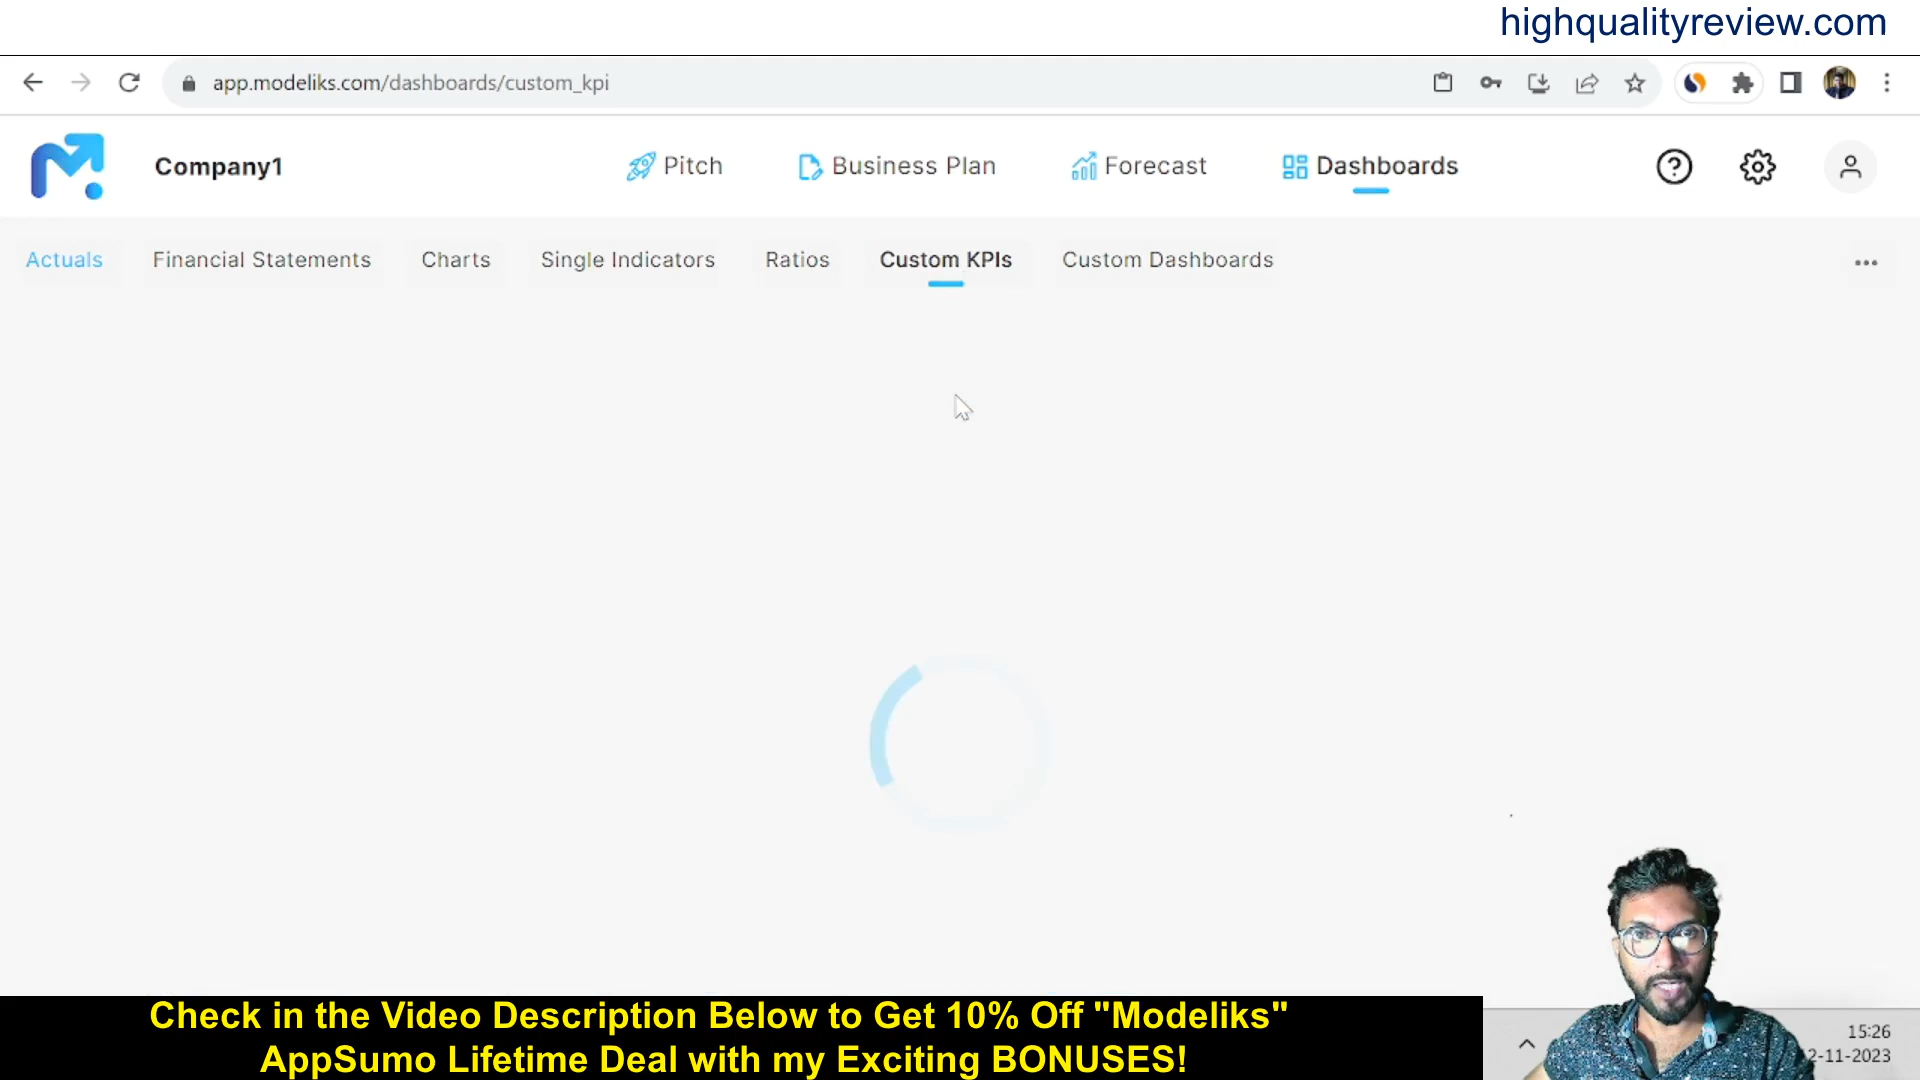 highqualityreview.com
app.modeliks.com/dashboards/custom_kpi
Company1
Pitch
Business Plan
Forecast
Dashboards
Actuals
Financial Statements
Charts
Single Indicators
Ratios
Custom KPIs
Custom Dashboards
Check in the Video Description Below to Get 10% Off "Modeliks"
AppSumo Lifetime Deal with my Exciting BONUSES!
15:26
2-11-2023